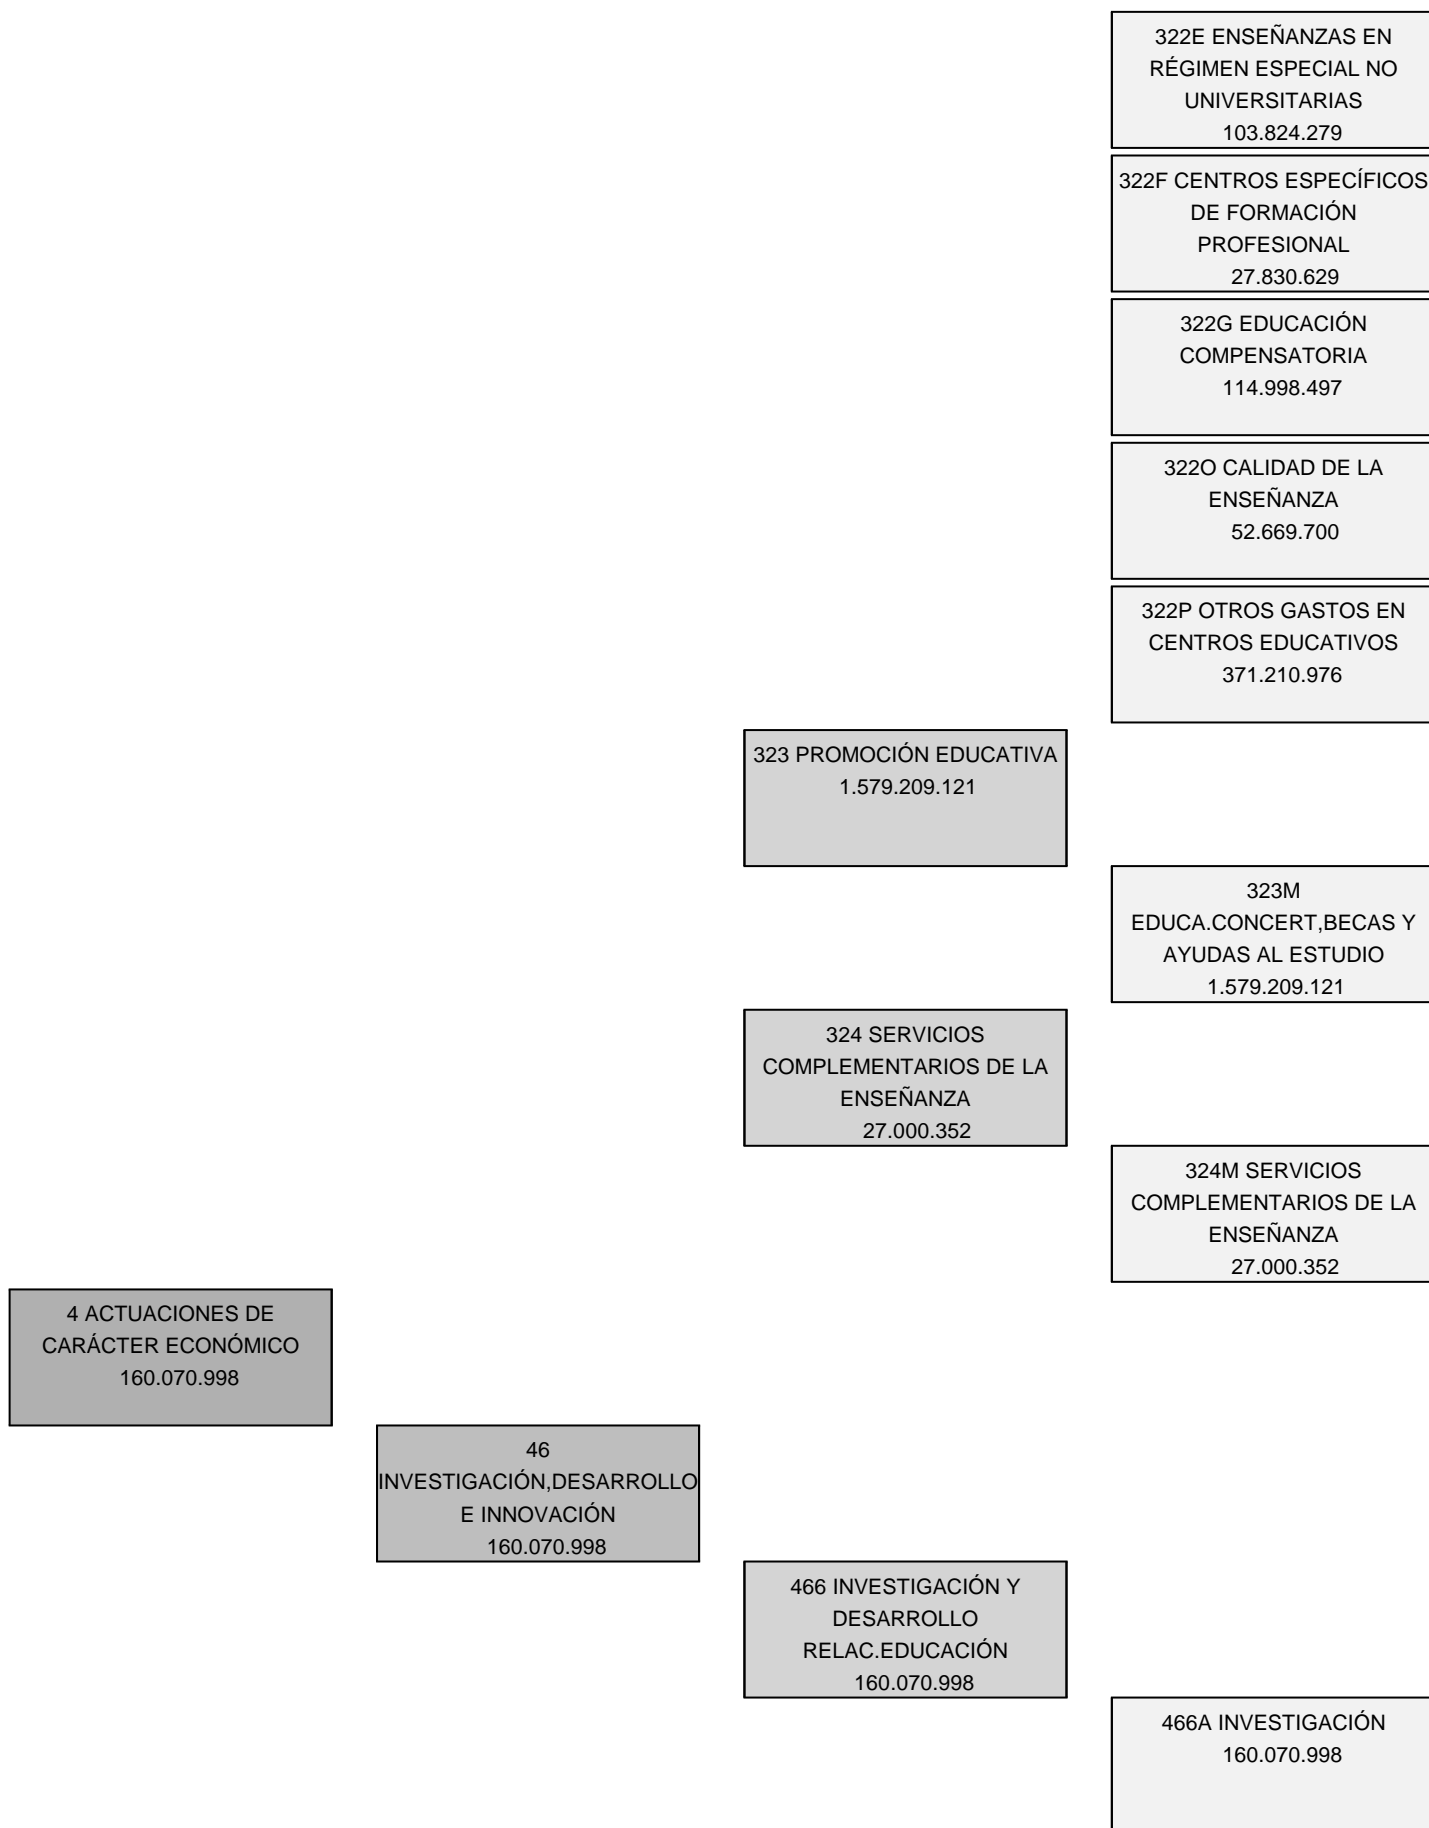 322E ENSEÑANZAS EN
RÉGIMEN ESPECIAL NO
UNIVERSITARIAS
103.824.279
322F CENTROS ESPECÍFICOS
DE FORMACIÓN
PROFESIONAL
27.830.629
322G EDUCACIÓN
COMPENSATORIA
114.998.497
322O CALIDAD DE LA
ENSEÑANZA
52.669.700
322P OTROS GASTOS EN
CENTROS EDUCATIVOS
371.210.976
323 PROMOCIÓN EDUCATIVA
1.579.209.121
323M
EDUCA.CONCERT,BECAS Y
AYUDAS AL ESTUDIO
1.579.209.121
324 SERVICIOS
COMPLEMENTARIOS DE LA
ENSEÑANZA
27.000.352
324M SERVICIOS
COMPLEMENTARIOS DE LA
ENSEÑANZA
27.000.352
4 ACTUACIONES DE
CARÁCTER ECONÓMICO
160.070.998
46
INVESTIGACIÓN,DESARROLLO
E INNOVACIÓN
160.070.998
466 INVESTIGACIÓN Y
DESARROLLO
RELAC.EDUCACIÓN
160.070.998
466A INVESTIGACIÓN
160.070.998